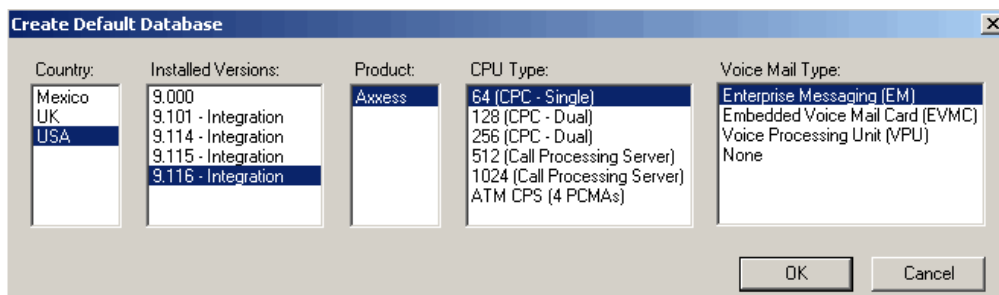 Create Default Database
Country:
Mexico
UK
USA
Installed Versions:
9.000
9.101 - Integration
9.114 - Integration
9.115 - Integration
9.116 - Integration
Product:
Axxess
CPU Type:
64 (CPC - Single)
128 (CPC - Dual)
256 (CPC - Dual)
512 (Call Processing Server)
1024 (Call Processing Server)
ATM CPS (4 PCMAs)
Voice Mail Type:
Enterprise Messaging (EM)
Embedded Voice Mail Card (EVMC)
Voice Processing Unit (VPU)
None
OK
Cancel